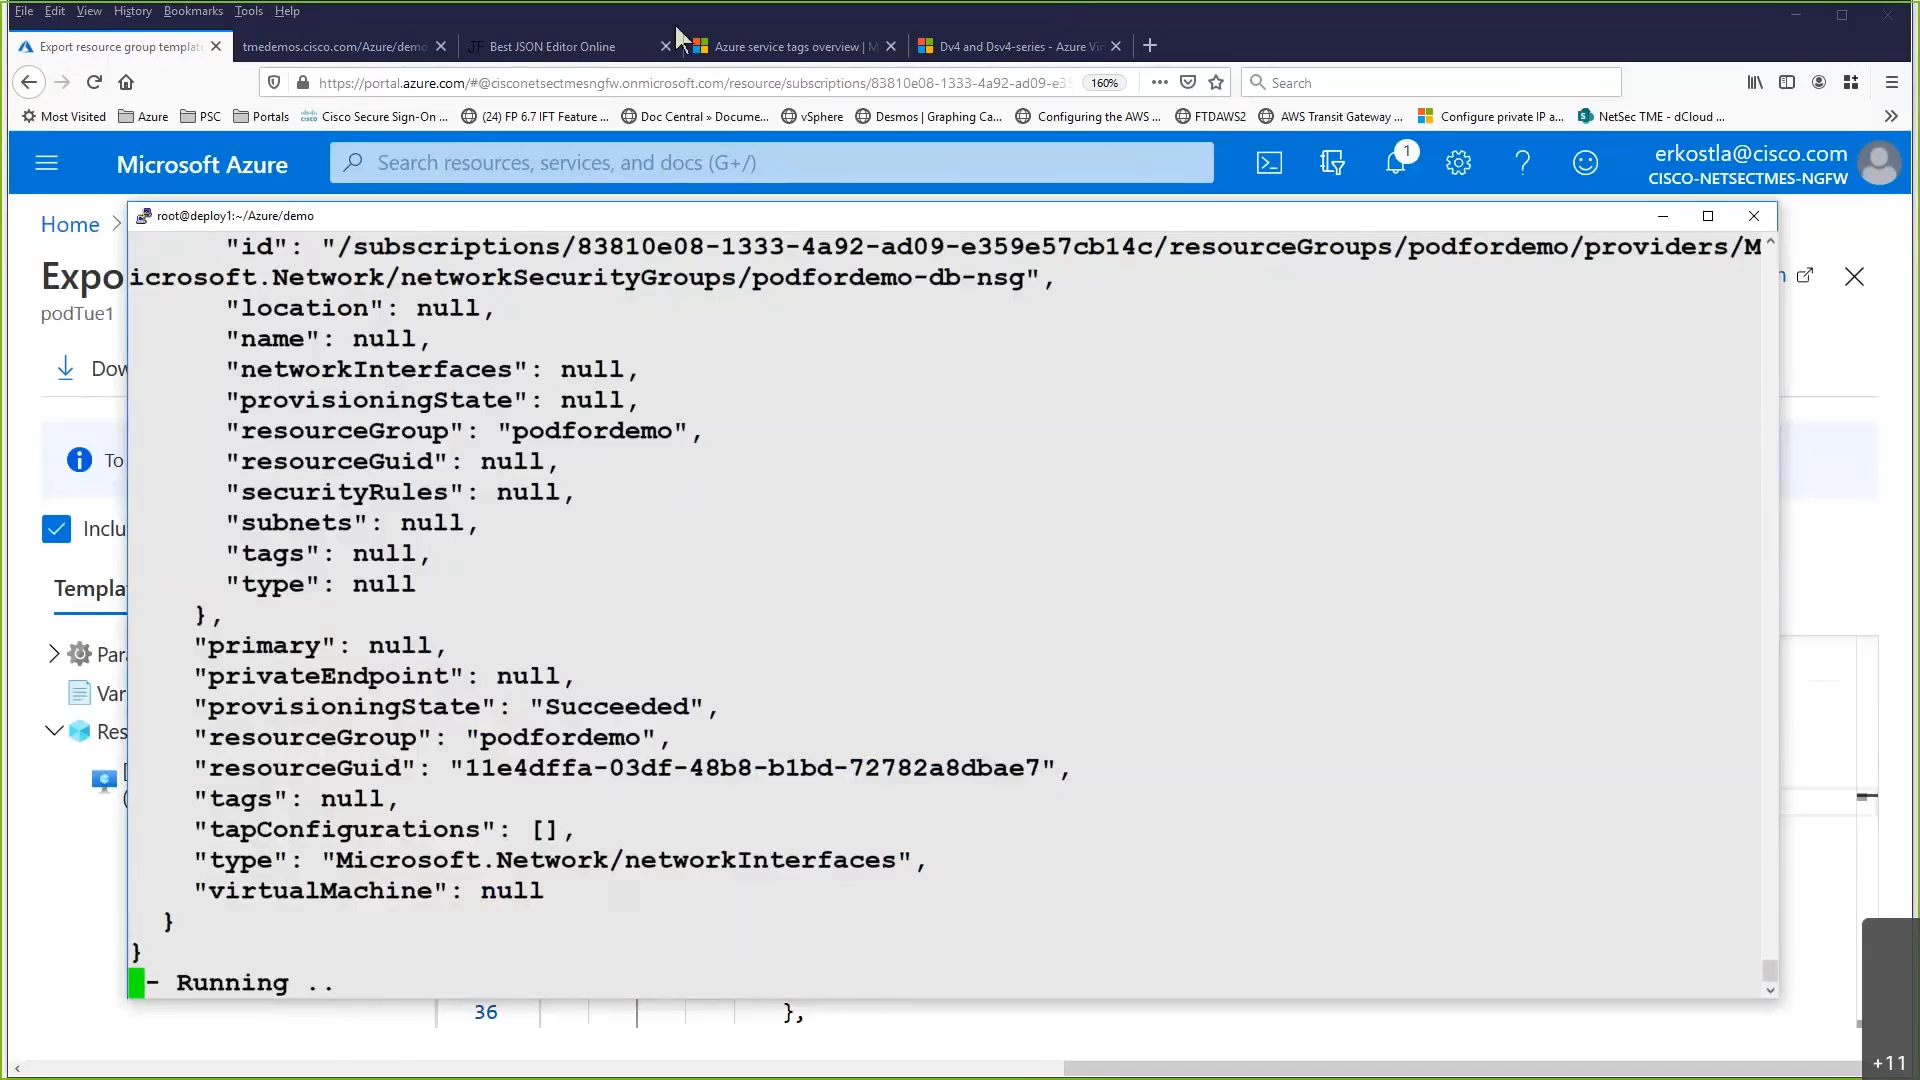 File Edit View History Bookmarks Tools Help
Export resource group templat
tmedemos.cisco.com/Azure/demo
JF Best JSON Editor Online
Azure service tags overview | M
Dv4 and Dsv4-series - Azure Vir
https://portal.azure.com/#@cisconetsectmesngfw.onmicrosoft.com/resource/subscriptions/83810e08-1333-4a92-ad09-e35
160%
Search
Most Visited Azure PSC Portals Cisco Secure Sign-On ... (24) FP 6.7 IFT Feature ... Doc Central » Docume... vSphere Desmos | Graphing Ca... Configuring the AWS ... FTDAWS2 AWS Transit Gateway ... Configure private IP a... NetSec TME - dCloud ...
Microsoft Azure
Search resources, services, and docs (G+/)
1
erkostla@cisco.com
CISCO-NETSECTMES-NGFW
Home >
Expo
podTue1
Dow
To
Inclu
Templa
Para
Var
Res
root@deploy1:~/Azure/demo
"id": "/subscriptions/83810e08-1333-4a92-ad09-e359e57cb14c/resourceGroups/podfordemo/providers/M
icrosoft.Network/networkSecurityGroups/podfordemo-db-nsg",
"location": null,
"name": null,
"networkInterfaces": null,
"provisioningState": null,
"resourceGroup": "podfordemo",
"resourceGuid": null,
"securityRules": null,
"subnets": null,
"tags": null,
"type": null
},
"primary": null,
"privateEndpoint": null,
"provisioningState": "Succeeded",
"resourceGroup": "podfordemo",
"resourceGuid": "11e4dffa-03df-48b8-b1bd-72782a8dbae7",
"tags": null,
"tapConfigurations": [],
"type": "Microsoft.Network/networkInterfaces",
"virtualMachine": null
}
}
- Running ..
36 },
+11